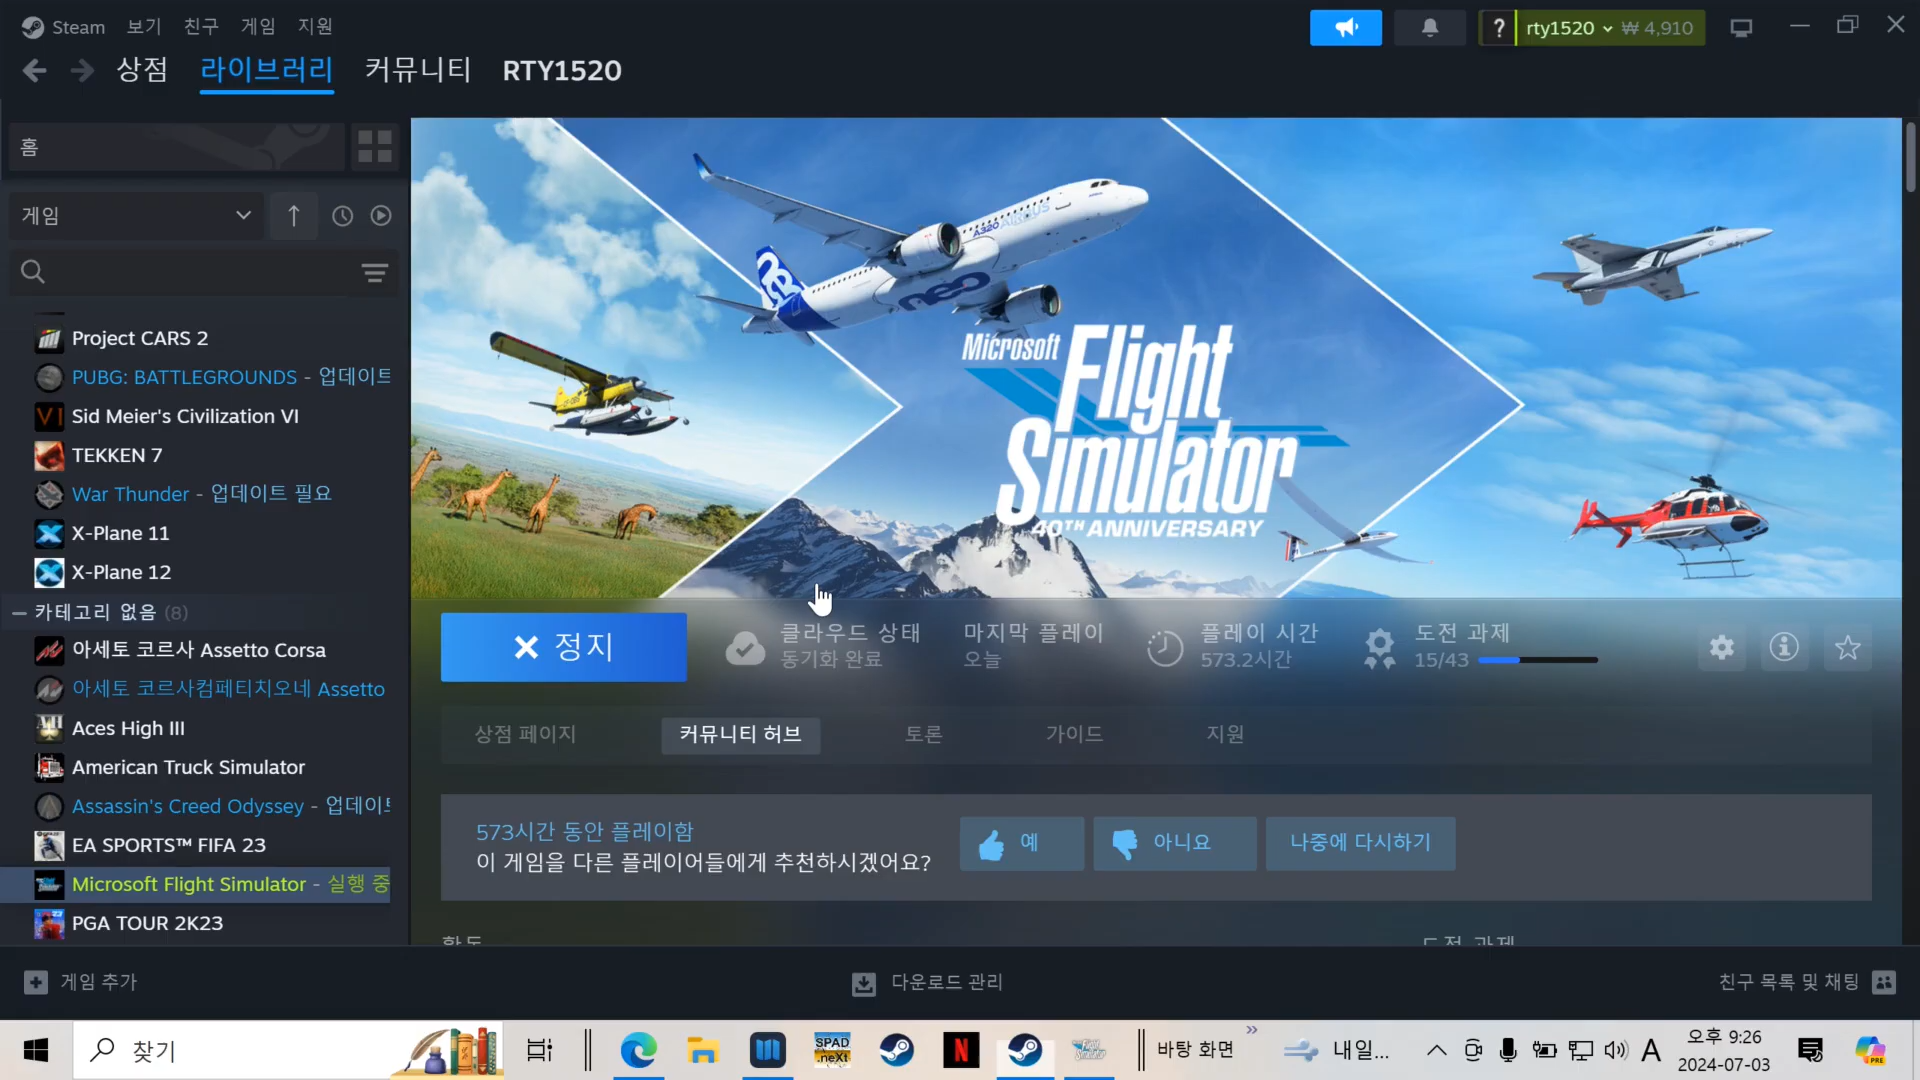 Steam 보기 친구 게임 지원
? rty1520 ₩ 4,910
상점 라이브러리 커뮤니티 RTY1520
홈
게임
Project CARS 2
PUBG: BATTLEGROUNDS - 업데이트
Sid Meier's Civilization VI
TEKKEN 7
War Thunder - 업데이트 필요
X-Plane 11
X-Plane 12
카테고리 없음 (8)
아세토 코르사 Assetto Corsa
아세토 코르사컴페티치오네 Assetto
Aces High III
American Truck Simulator
Assassin's Creed Odyssey - 업데이트
EA SPORTS™ FIFA 23
Microsoft Flight Simulator - 실행 중
PGA TOUR 2K23
A320 AIRBUS
neo
Microsoft
Flight
Simulator
40TH ANNIVERSARY
정지
클라우드 상태
동기화 완료
마지막 플레이
오늘
플레이 시간
573.2시간
도전 과제
15/43
상점 페이지 커뮤니티 허브 토론 가이드 지원
573시간 동안 플레이함
이 게임을 다른 플레이어들에게 추천하시겠어요?
예 아니요 나중에 다시하기
활동 도전 과제
게임 추가 다운로드 관리 친구 목록 및 채팅
찾기
SPAD
.neXt
N
바탕 화면 » 내일... A
오후 9:26
2024-07-03
PRE